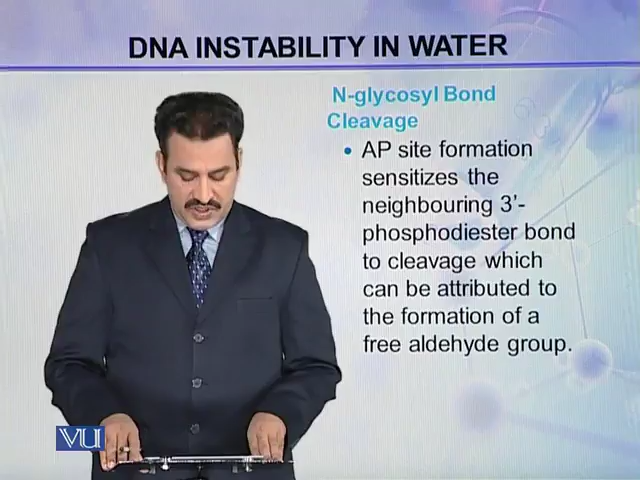 DNA INSTABILITY IN WATER
N-glycosyl Bond
Cleavage
• AP site formation
sensitizes the
neighbouring 3'-
phosphodiester bond
to cleavage which
can be attributed to
the formation of a
free aldehyde group.
VU